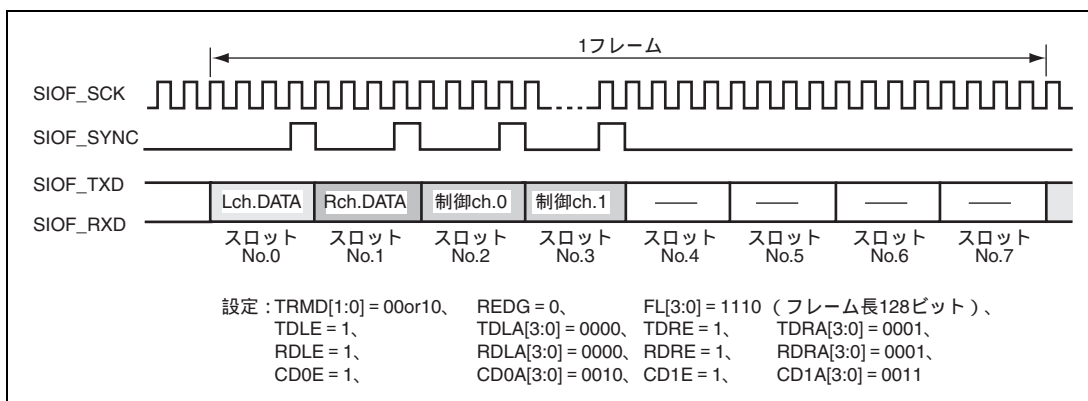 1フレーム
SIOF_SCK
SIOF_SYNC
SIOF_TXD
SIOF_RXD
Lch.DATA Rch.DATA 制御ch.0 制御ch.1 —— —— —— ——
スロット スロット スロット スロット スロット スロット スロット スロット
No.0 No.1 No.2 No.3 No.4 No.5 No.6 No.7
設定：TRMD[1:0] = 00or10、 REDG = 0、 FL[3:0] = 1110（フレーム長128ビット）、
TDLE = 1、 TDLA[3:0] = 0000、 TDRE = 1、 TDRA[3:0] = 0001、
RDLE = 1、 RDLA[3:0] = 0000、 RDRE = 1、 RDRA[3:0] = 0001、
CD0E = 1、 CD0A[3:0] = 0010、 CD1E = 1、 CD1A[3:0] = 0011